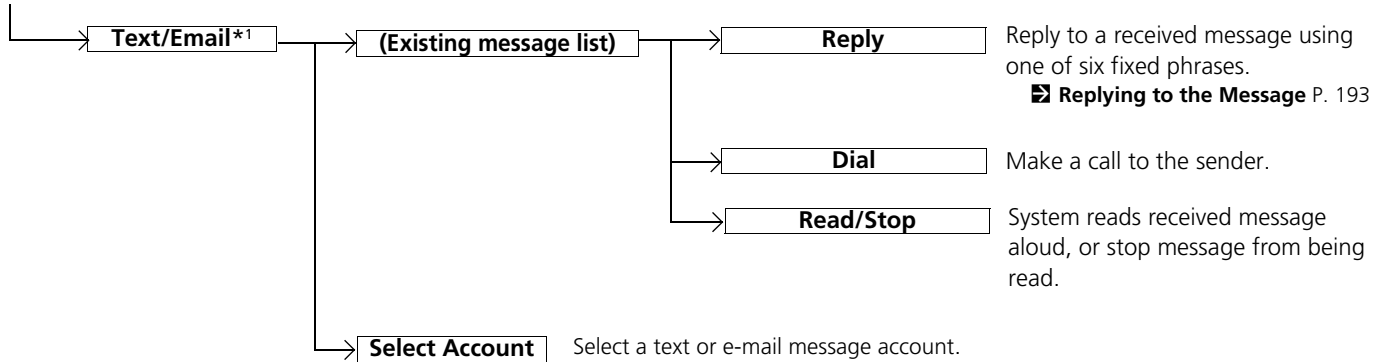 Text/Email*1
(Existing message list)
Reply
Reply to a received message using
one of six fixed phrases.
Replying to the Message P. 193
Dial
Make a call to the sender.
Read/Stop
System reads received message
aloud, or stop message from being
read.
Select Account
Select a text or e-mail message account.